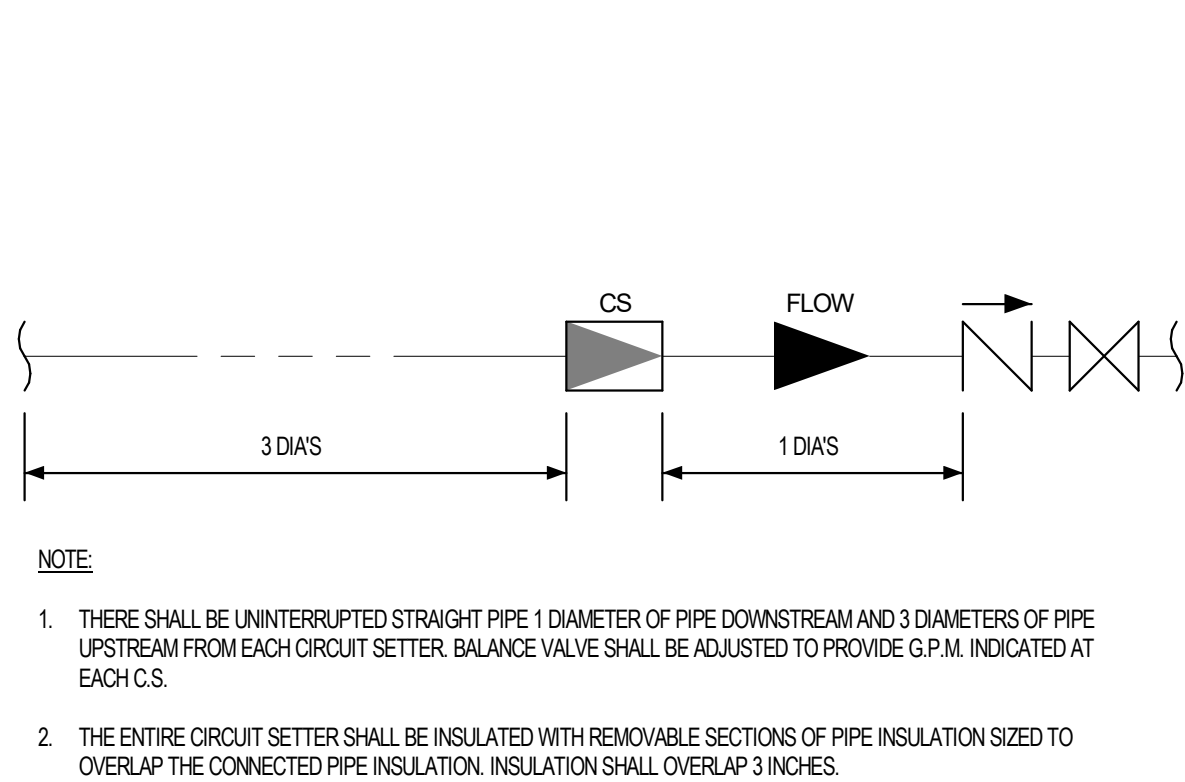 CS FLOW
3 DIA'S 1 DIA'S
NOTE:
1. THERE SHALL BE UNINTERRUPTED STRAIGHT PIPE 1 DIAMETER OF PIPE DOWNSTREAM AND 3 DIAMETERS OF PIPE
UPSTREAM FROM EACH CIRCUIT SETTER. BALANCE VALVE SHALL BE ADJUSTED TO PROVIDE G.P.M. INDICATED AT
EACH C.S.
2. THE ENTIRE CIRCUIT SETTER SHALL BE INSULATED WITH REMOVABLE SECTIONS OF PIPE INSULATION SIZED TO
OVERLAP THE CONNECTED PIPE INSULATION. INSULATION SHALL OVERLAP 3 INCHES.